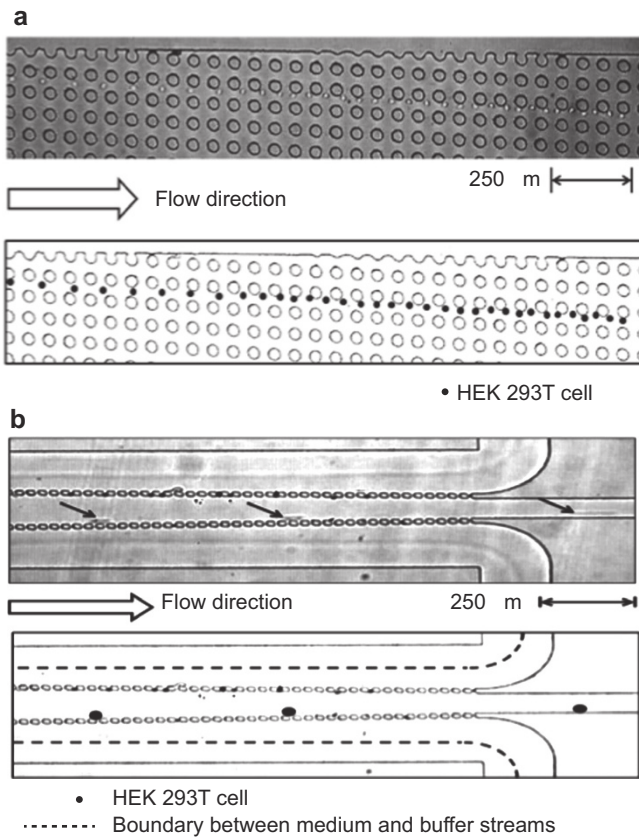 a
250 m
Flow direction
• HEK 293T cell
b
Flow direction
250 m
• HEK 293T cell
Boundary between medium and buffer streams